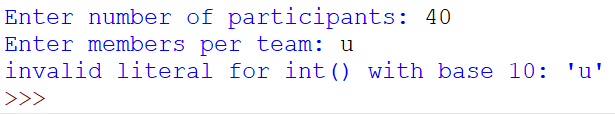 Enter number of participants: 40
Enter members per team: u
invalid literal for int() with base 10: 'u'
>>>